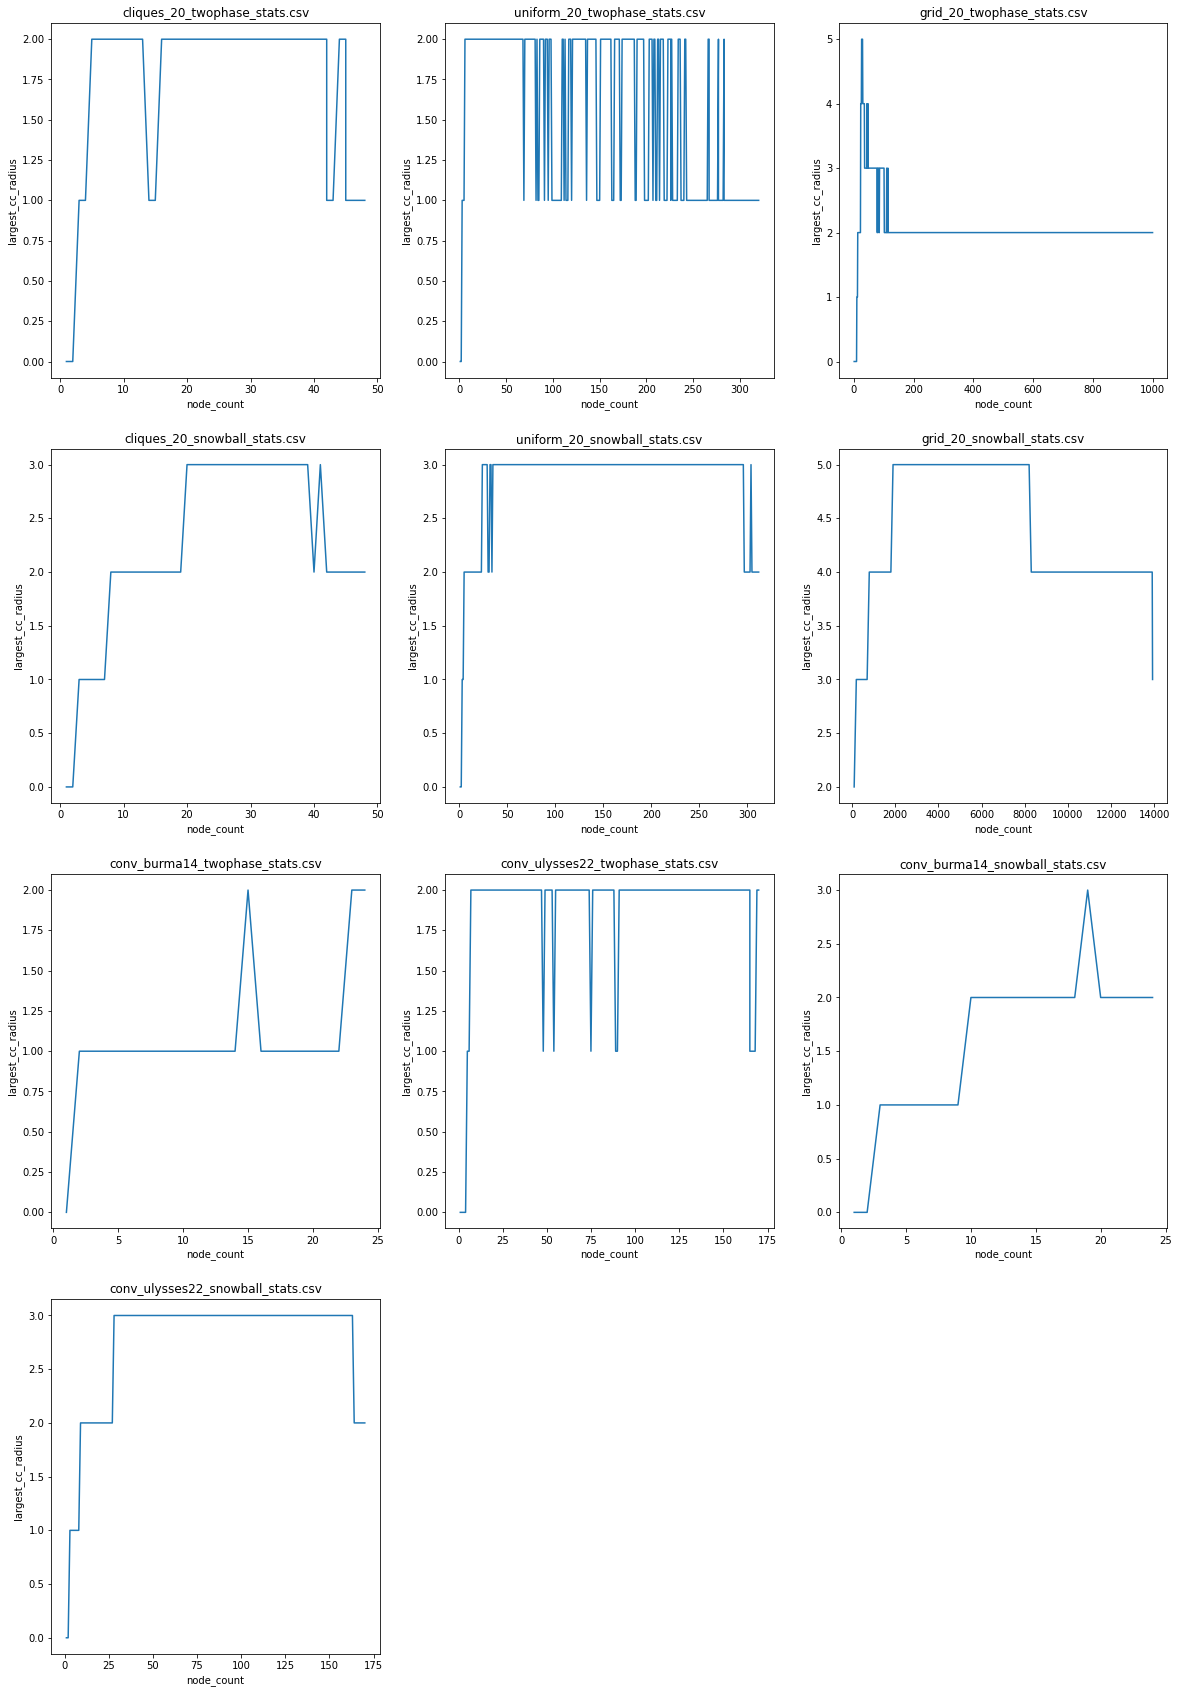 cliques_20_twophase_stats.csv
2.00
1.75
1.50
1.25
1.00
0.75
0.50
0.25
0.00
largest_cc_radius
0 10 20 30 40 50
node_count
uniform_20_twophase_stats.csv
2.00
1.75
1.50
1.25
1.00
0.75
0.50
0.25
0.00
largest_cc_radius
0 50 100 150 200 250 300
node_count
grid_20_twophase_stats.csv
5
4
3
2
1
0
largest_cc_radius
0 200 400 600 800 1000
node_count
cliques_20_snowball_stats.csv
3.0
2.5
2.0
1.5
1.0
0.5
0.0
largest_cc_radius
0 10 20 30 40 50
node_count
uniform_20_snowball_stats.csv
3.0
2.5
2.0
1.5
1.0
0.5
0.0
largest_cc_radius
0 50 100 150 200 250 300
node_count
grid_20_snowball_stats.csv
5.0
4.5
4.0
3.5
3.0
2.5
2.0
largest_cc_radius
0 2000 4000 6000 8000 10000 12000 14000
node_count
conv_burma14_twophase_stats.csv
2.00
1.75
1.50
1.25
1.00
0.75
0.50
0.25
0.00
largest_cc_radius
0 5 10 15 20 25
node_count
conv_ulysses22_twophase_stats.csv
2.00
1.75
1.50
1.25
1.00
0.75
0.50
0.25
0.00
largest_cc_radius
0 25 50 75 100 125 150 175
node_count
conv_burma14_snowball_stats.csv
3.0
2.5
2.0
1.5
1.0
0.5
0.0
largest_cc_radius
0 5 10 15 20 25
node_count
conv_ulysses22_snowball_stats.csv
3.0
2.5
2.0
1.5
1.0
0.5
0.0
largest_cc_radius
0 25 50 75 100 125 150 175
node_count